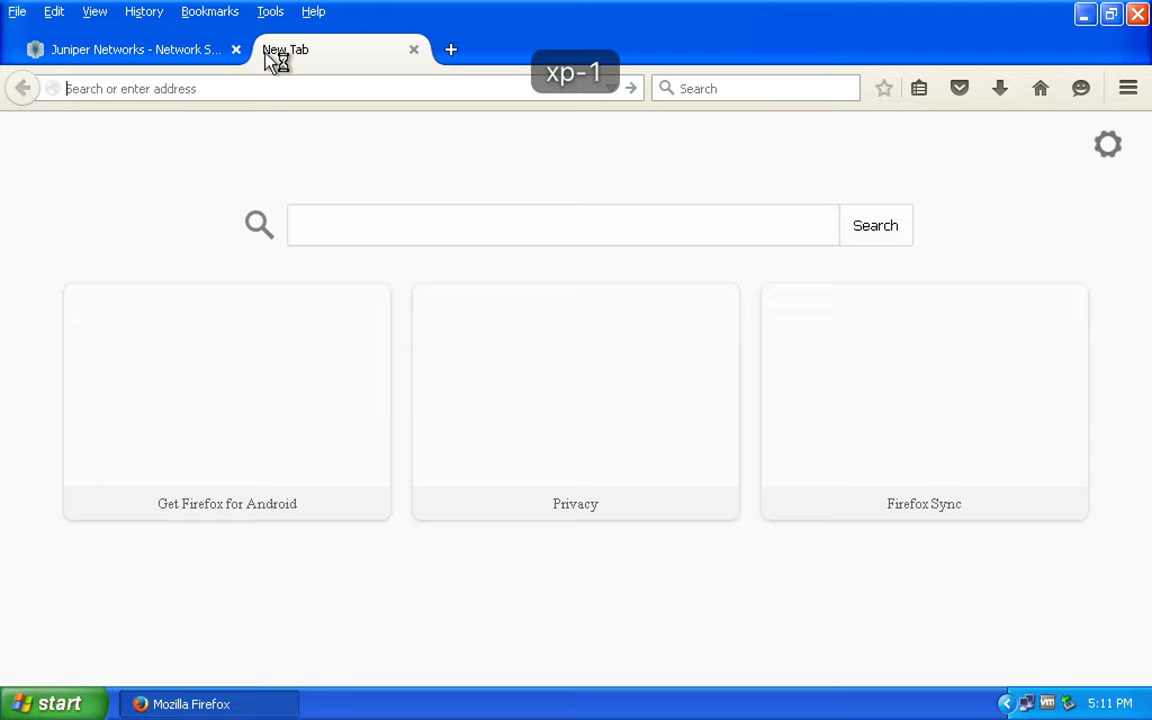 File Edit View History Bookmarks Tools Help
Juniper Networks - Network S... New Tab
xp-1
Search or enter address Search
Search
Get Firefox for Android Privacy Firefox Sync
start Mozilla Firefox vm 5:11 PM